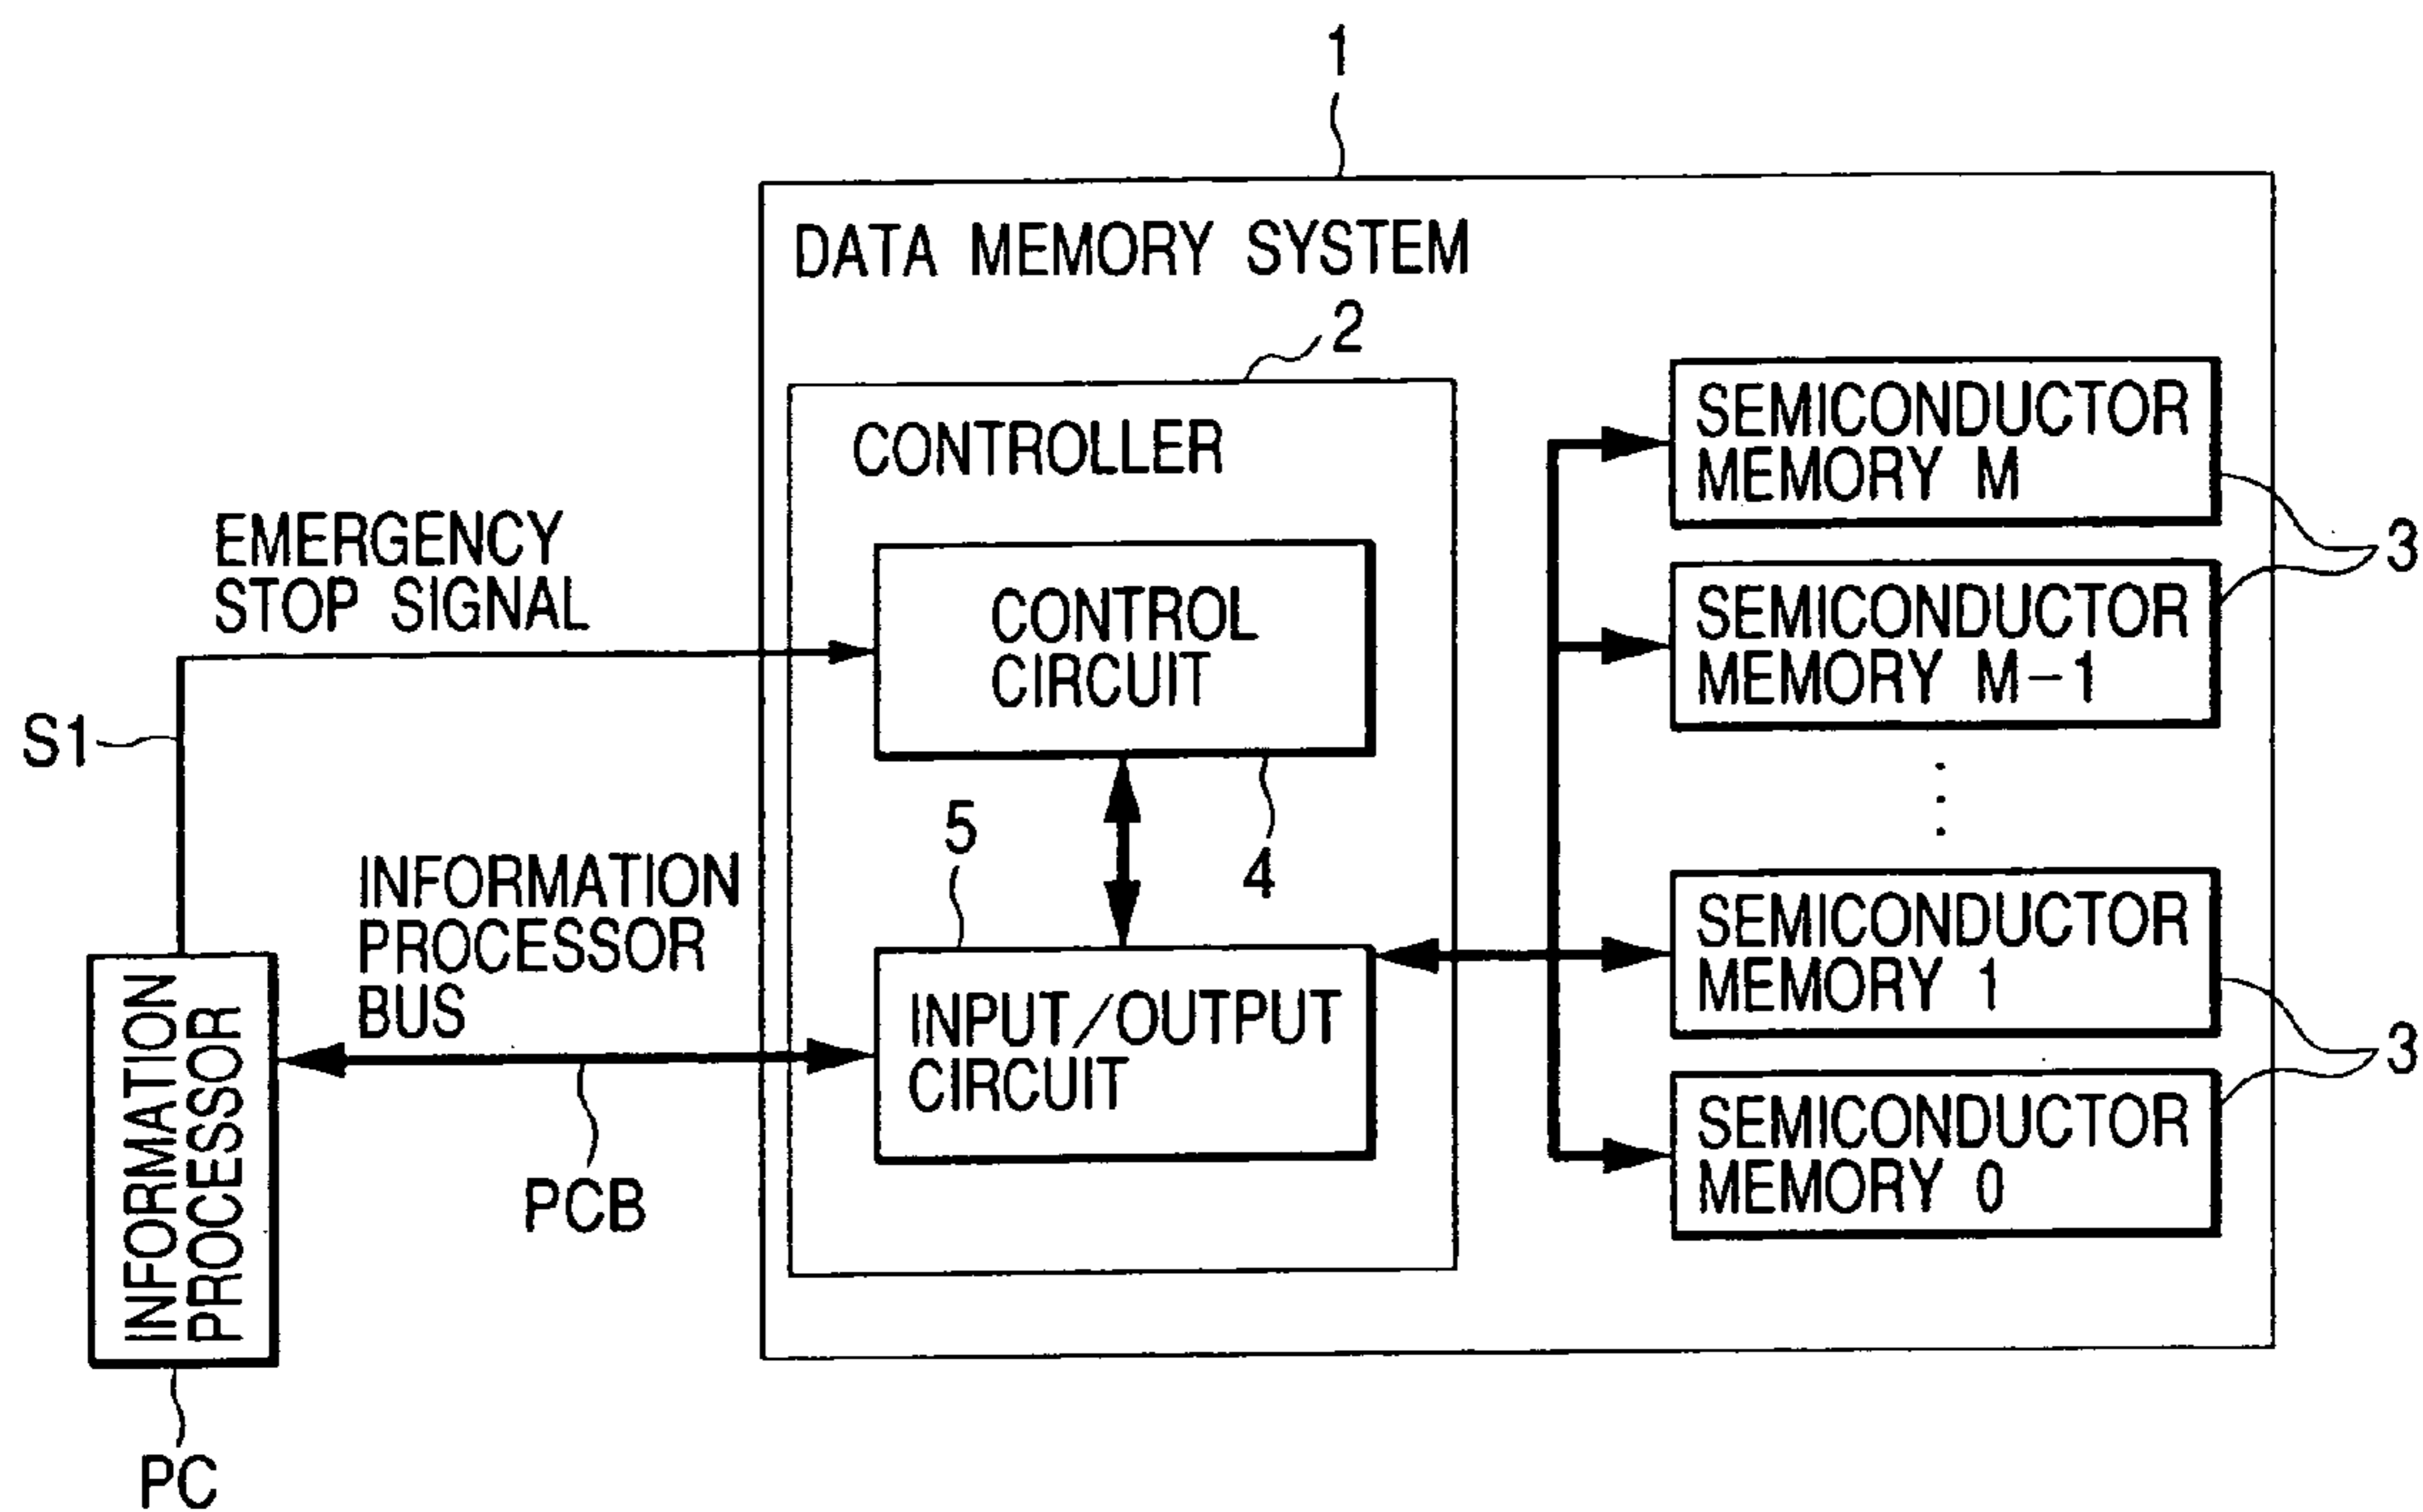 1
DATA MEMORY SYSTEM
2
CONTROLLER
SEMICONDUCTOR
MEMORY M
3
EMERGENCY
STOP SIGNAL
CONTROL
CIRCUIT
SEMICONDUCTOR
MEMORY M-1
S1
5
4
INFORMATION
PROCESSOR
BUS
SEMICONDUCTOR
MEMORY 1
3
INFORMATION
PROCESSOR
INPUT/OUTPUT
CIRCUIT
SEMICONDUCTOR
MEMORY 0
PCB
PC